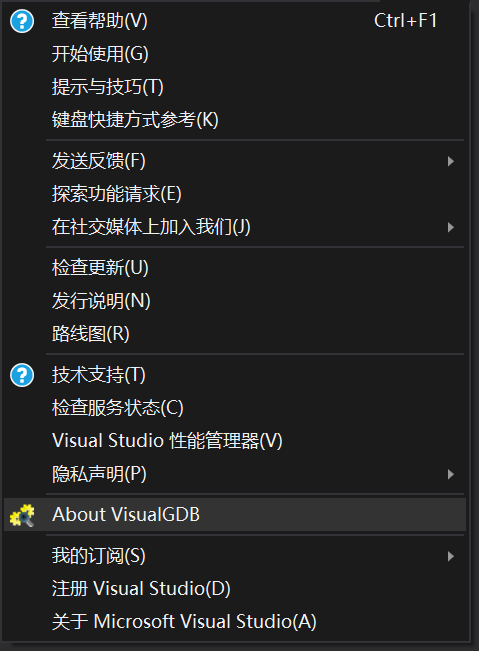 查看帮助(V) Ctrl+F1
开始使用(G)
提示与技巧(T)
键盘快捷方式参考(K)
发送反馈(F)
探索功能请求(E)
在社交媒体上加入我们(J)
检查更新(U)
发行说明(N)
路线图(R)
技术支持(T)
检查服务状态(C)
Visual Studio 性能管理器(V)
隐私声明(P)
About VisualGDB
我的订阅(S)
注册 Visual Studio(D)
关于 Microsoft Visual Studio(A)